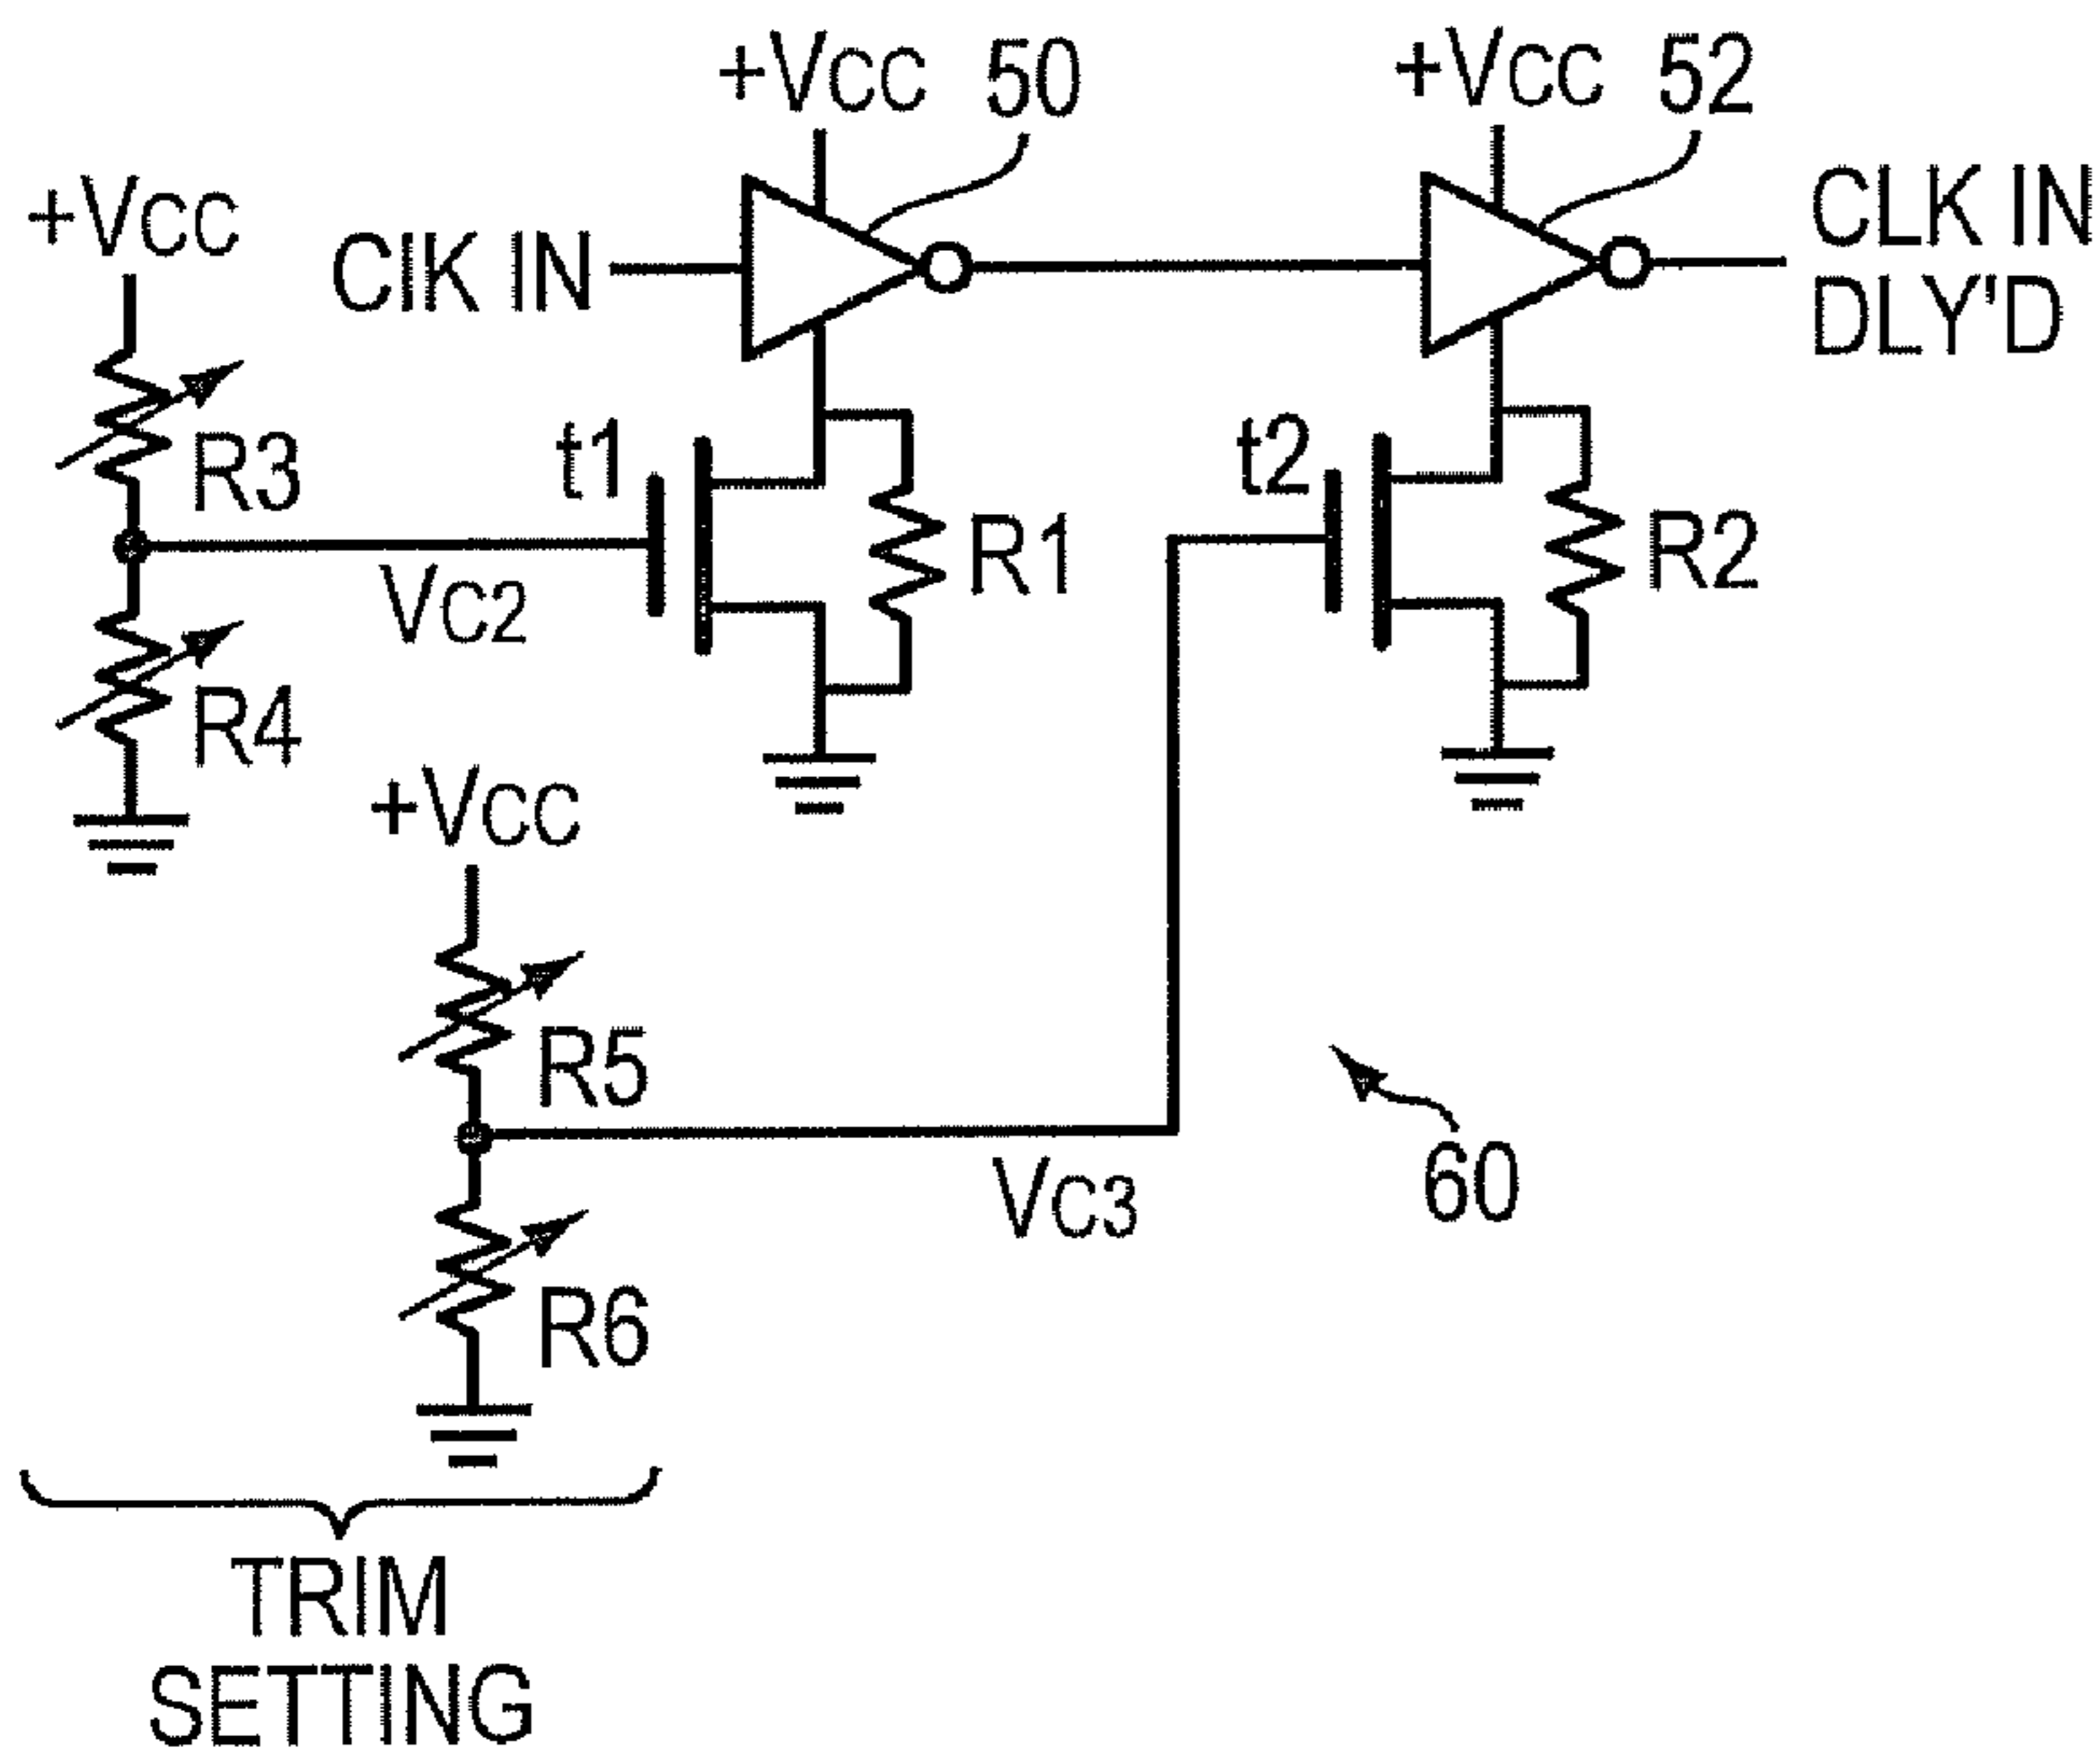 +VCC 50
+VCC 52
+VCC
CIK IN
CLK IN
DLY'D
R3
t1
t2
R1
R2
VC2
R4
+VCC
R5
VC3
60
R6
TRIM
SETTING